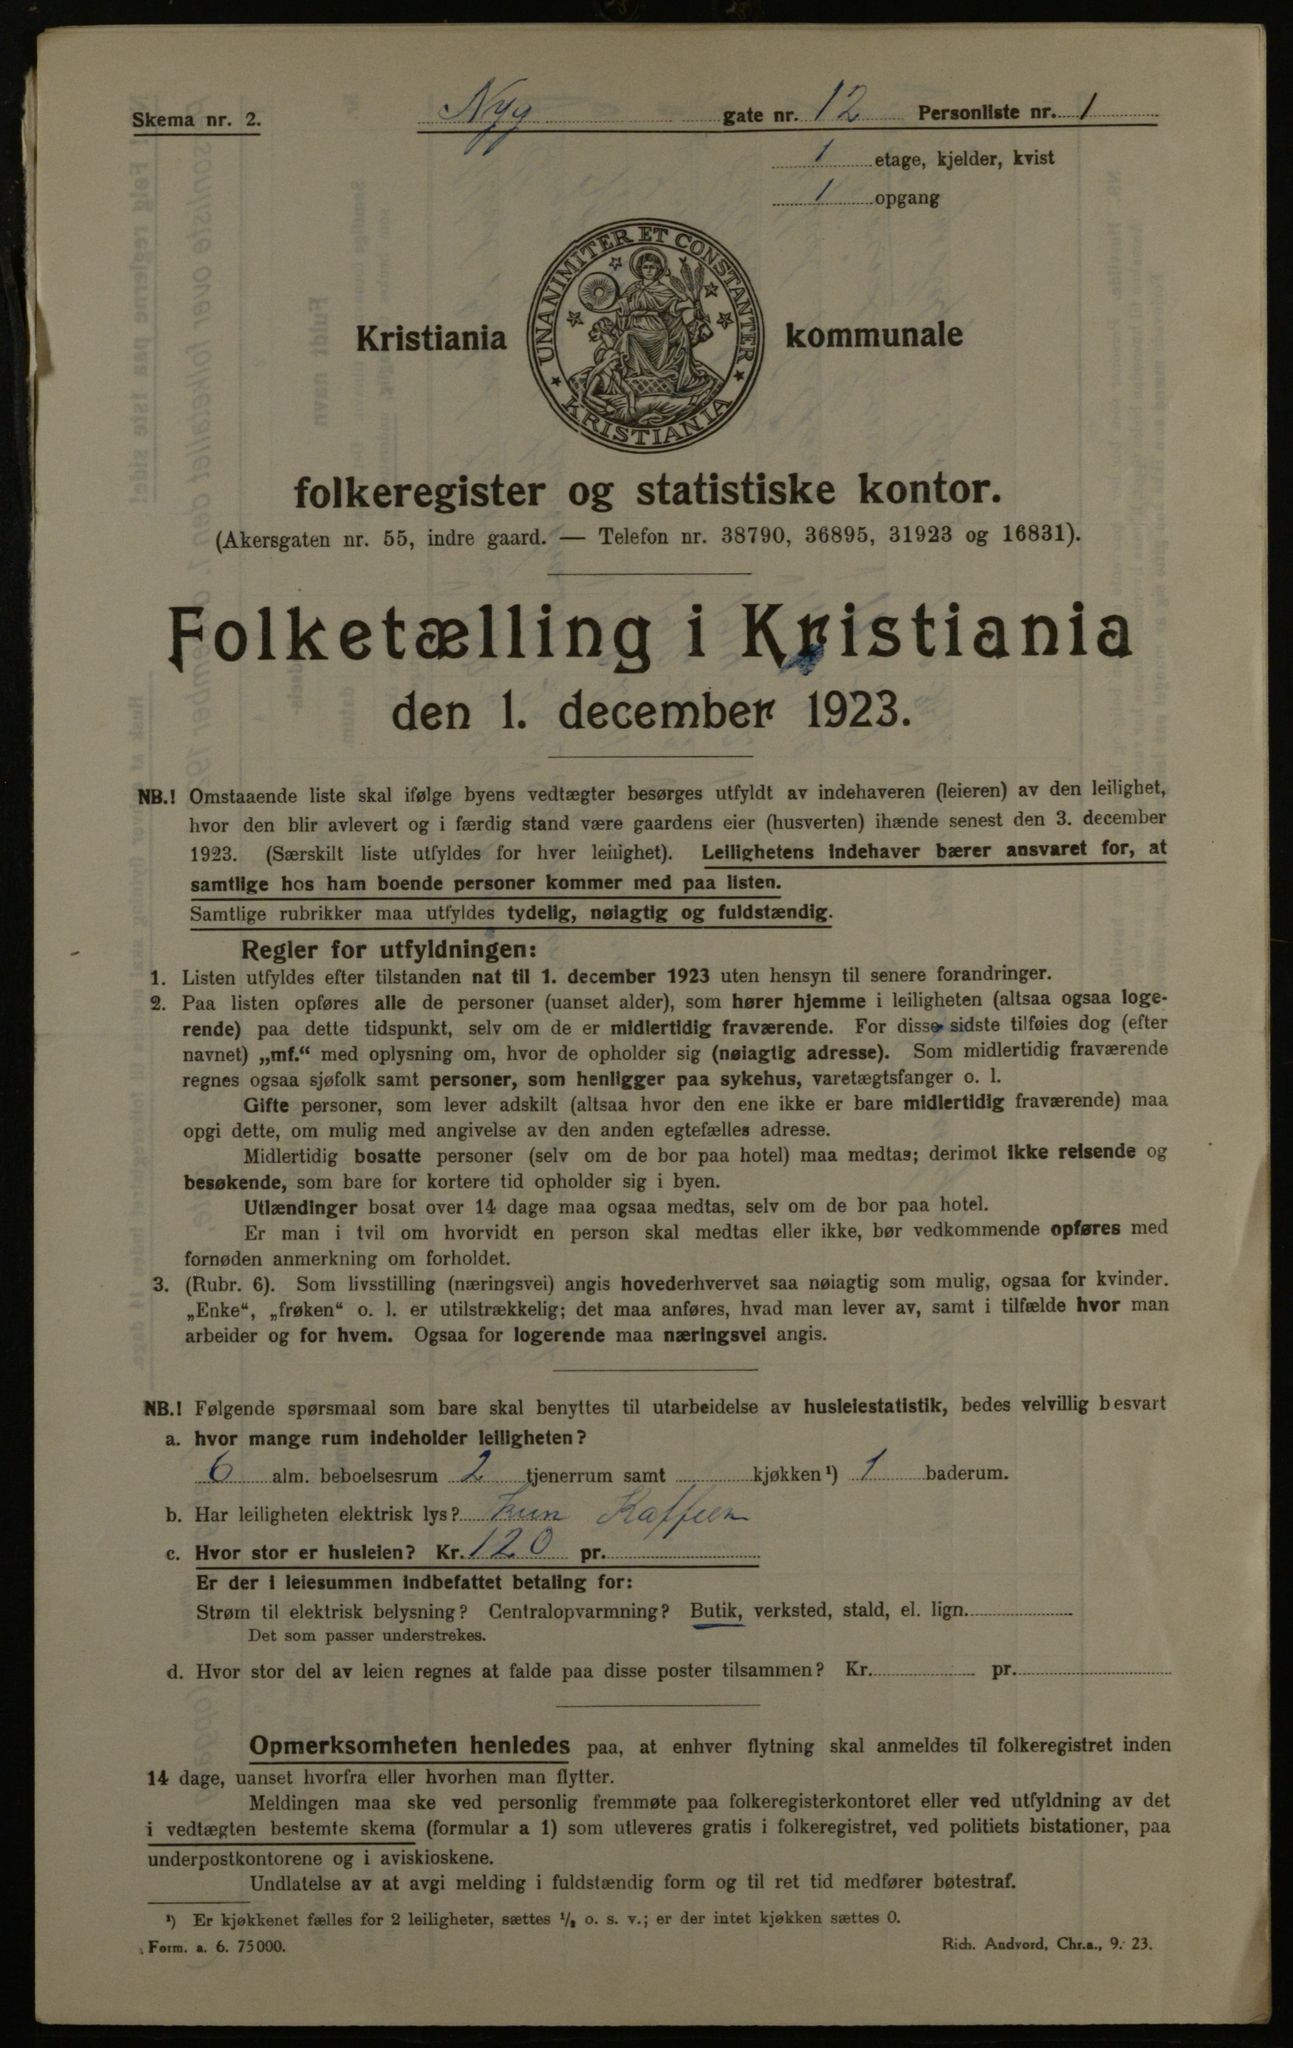 Skema nr. 2. Nyg gate nr. 12 Personliste nr. 1
1 etage, kjelder, kvist
1 opgang
UNANIMITER ET CONSTANTER
KRISTIANIA
Kristiania kommunale
folkeregister og statistiske kontor.
(Akersgaten nr. 55, indre gaard. — Telefon nr. 38790, 36895, 31923 og 16831).
Folketælling i Kristiania
den 1. december 1923.
NB.! Omstaaende liste skal ifølge byens vedtægter besørges utfyldt av indehaveren (leieren) av den leilighet,
hvor den blir avlevert og i færdig stand være gaardens eier (husverten) ihænde senest den 3. december
1923. (Særskilt liste utfyldes for hver leilighet). Leilighetens indehaver bærer ansvaret for, at
samtlige hos ham boende personer kommer med paa listen.
Samtlige rubrikker maa utfyldes tydelig, nøiagtig og fuldstændig.
Regler for utfyldningen:
1. Listen utfyldes efter tilstanden nat til 1. december 1923 uten hensyn til senere forandringer.
2. Paa listen opføres alle de personer (uanset alder), som hører hjemme i leiligheten (altsaa ogsaa loge-
rende) paa dette tidspunkt, selv om de er midlertidig fraværende. For disse sidste tilføies dog (efter
navnet) „mf.“ med oplysning om, hvor de opholder sig (nøiagtig adresse). Som midlertidig fraværende
regnes ogsaa sjøfolk samt personer, som henligger paa sykehus, varetægtsfanger o. l.
Gifte personer, som lever adskilt (altsaa hvor den ene ikke er bare midlertidig fraværende) maa
opgi dette, om mulig med angivelse av den anden egtefælles adresse.
Midlertidig bosatte personer (selv om de bor paa hotel) maa medtas; derimot ikke reisende og
besøkende, som bare for kortere tid opholder sig i byen.
Utlændinger bosat over 14 dage maa ogsaa medtas, selv om de bor paa hotel.
Er man i tvil om hvorvidt en person skal medtas eller ikke, bør vedkommende opføres med
fornøden anmerkning om forholdet.
3. (Rubr. 6). Som livsstilling (næringsvei) angis hovederhvervet saa nøiagtig som mulig, ogsaa for kvinder.
„Enke“, „frøken“ o. l. er utilstrækkelig; det maa anføres, hvad man lever av, samt i tilfælde hvor man
arbeider og for hvem. Ogsaa for logerende maa næringsvei angis.
NB.! Følgende spørsmaal som bare skal benyttes til utarbeidelse av husleiestatistik, bedes velvillig besvart
a. hvor mange rum indeholder leiligheten?
6 alm. beboelsesrum 2 tjenerrum samt kjøkken ¹) 1 baderum.
b. Har leiligheten elektrisk lys? kun Kaffeen
c. Hvor stor er husleien? Kr. 120 pr.
Er der i leiesummen indbefattet betaling for:
Strøm til elektrisk belysning? Centralopvarmning? Butik, verksted, stald, el. lign.
Det som passer understrekes.
d. Hvor stor del av leien regnes at falde paa disse poster tilsammen? Kr. pr.
Opmerksomheten henledes paa, at enhver flytning skal anmeldes til folkeregistret inden
14 dage, uanset hvorfra eller hvorhen man flytter.
Meldingen maa ske ved personlig fremmøte paa folkeregisterkontoret eller ved utfyldning av det
i vedtægten bestemte skema (formular a 1) som utleveres gratis i folkeregistret, ved politiets bistationer, paa
underpostkontorene og i aviskioskene.
Undlatelse av at avgi melding i fuldstændig form og til ret tid medfører bøtestraf.
¹) Er kjøkkenet fælles for 2 leiligheter, sættes ½ o. s. v.; er der intet kjøkken sættes 0.
Form. a. 6. 75000. Rich. Andvord, Chr.a., 9. 23.